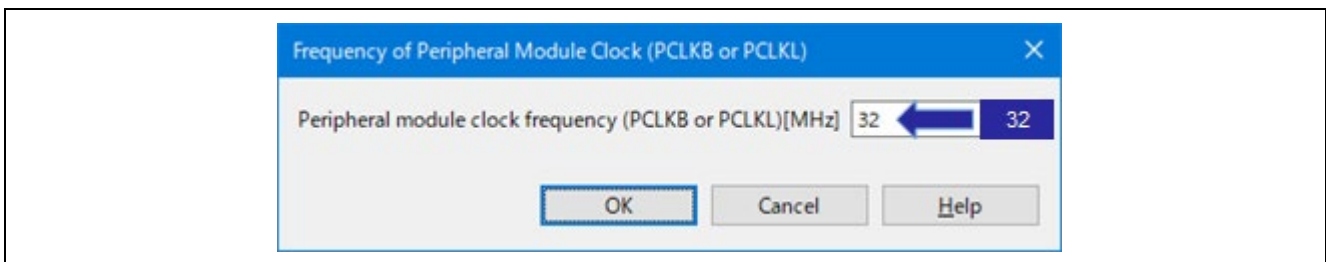 Frequency of Peripheral Module Clock (PCLKB or PCLKL)
Peripheral module clock frequency (PCLKB or PCLKL)[MHz] 32 32
OK Cancel Help